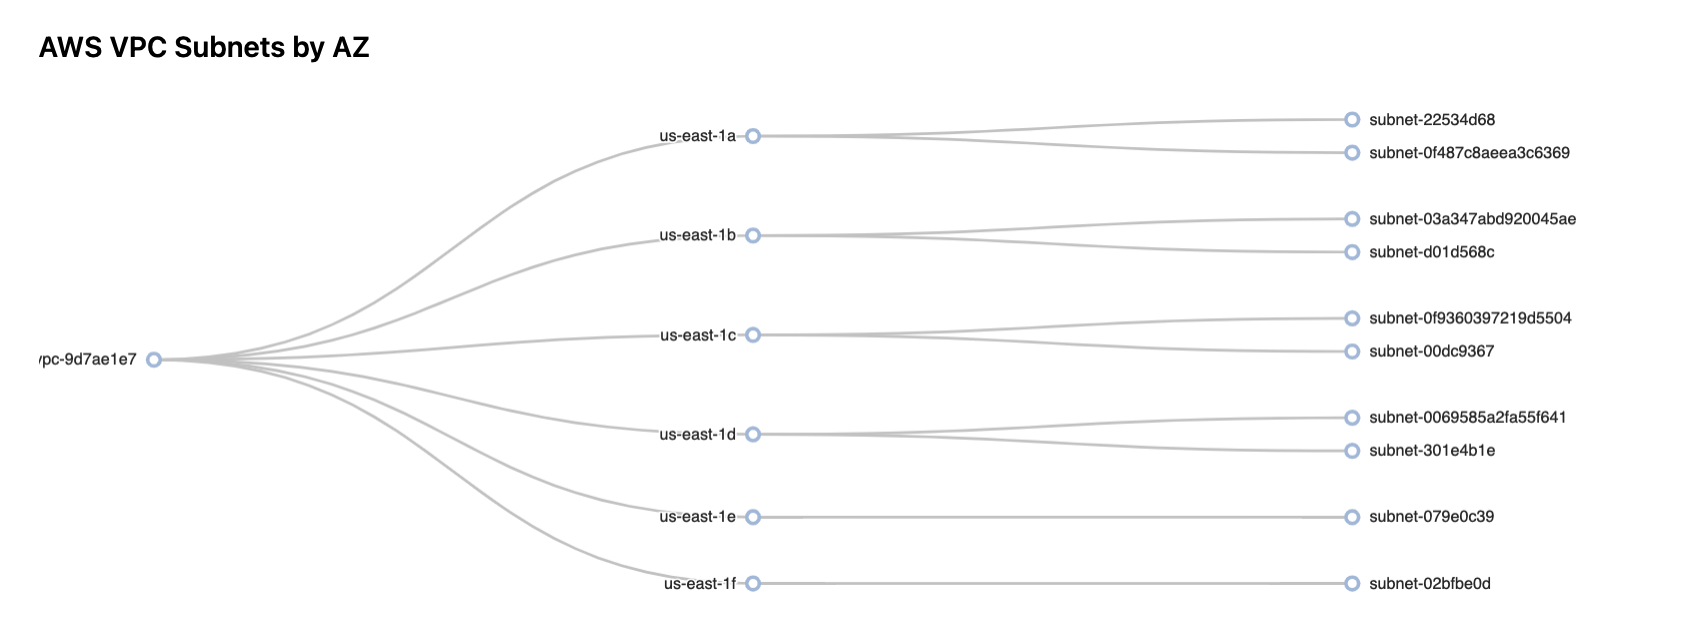 AWS VPC Subnets by AZ
us-east-1a
subnet-22534d68
subnet-0f487c8aeea3c6369
us-east-1b
subnet-03a347abd920045ae
subnet-d01d568c
us-east-1c
subnet-0f9360397219d5504
subnet-00dc9367
vpc-9d7ae1e7
us-east-1d
subnet-0069585a2fa55f641
subnet-301e4b1e
us-east-1e
subnet-079e0c39
us-east-1f
subnet-02bfbe0d